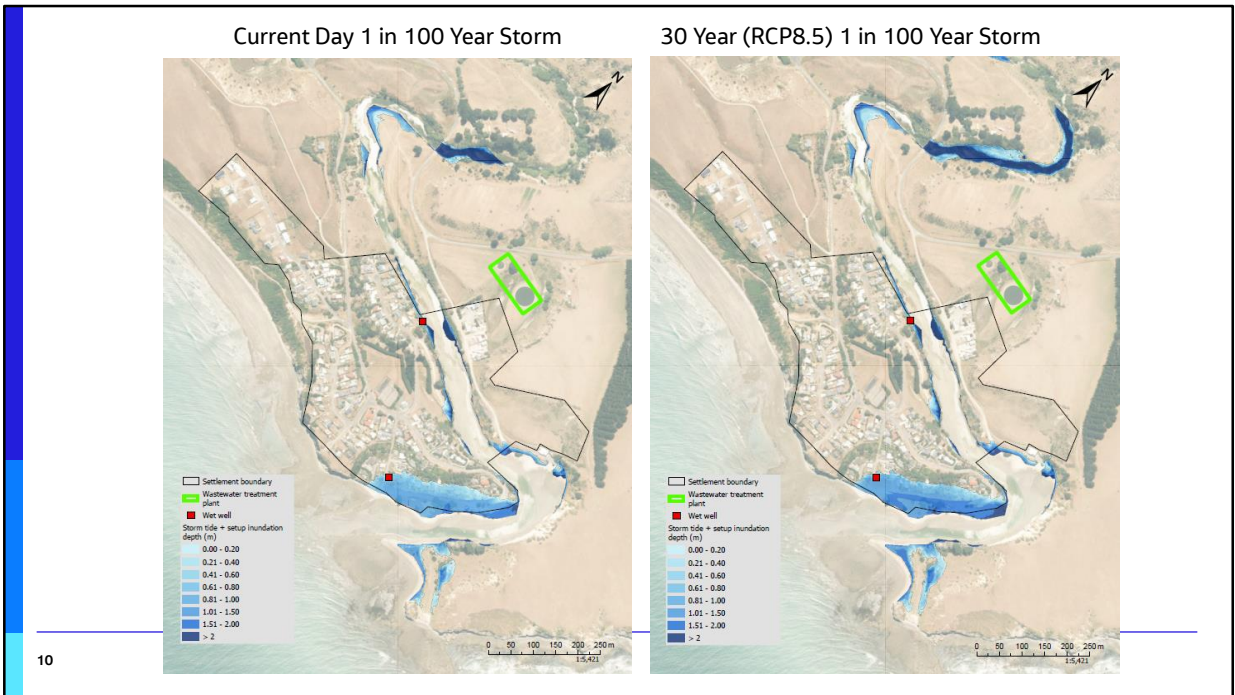 Current Day 1 in 100 Year Storm
30 Year (RCP8.5) 1 in 100 Year Storm
N
Settlement boundary
Wastewater treatment
plant
Wet well
Storm tide + setup inundation
depth (m)
0.00 - 0.20
0.21 - 0.40
0.41 - 0.60
0.61 - 0.80
0.81 - 1.00
1.01 - 1.50
1.51 - 2.00
> 2
0 50 100 150 200 250 m
1:5,421
N
Settlement boundary
Wastewater treatment
plant
Wet well
Storm tide + setup inundation
depth (m)
0.00 - 0.20
0.21 - 0.40
0.41 - 0.60
0.61 - 0.80
0.81 - 1.00
1.01 - 1.50
1.51 - 2.00
> 2
0 50 100 150 200 250 m
1:5,421
10